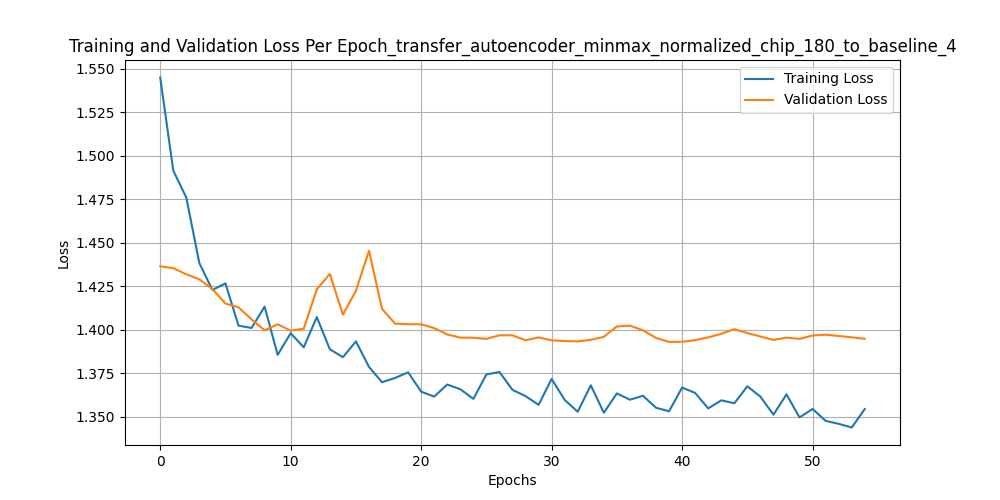 Training and Validation Loss Per Epoch_transfer_autoencoder_minmax_normalized_chip_180_to_baseline_4
Training Loss
Validation Loss
Loss
1.550
1.525
1.500
1.475
1.450
1.425
1.400
1.375
1.350
0 10 20 30 40 50
Epochs